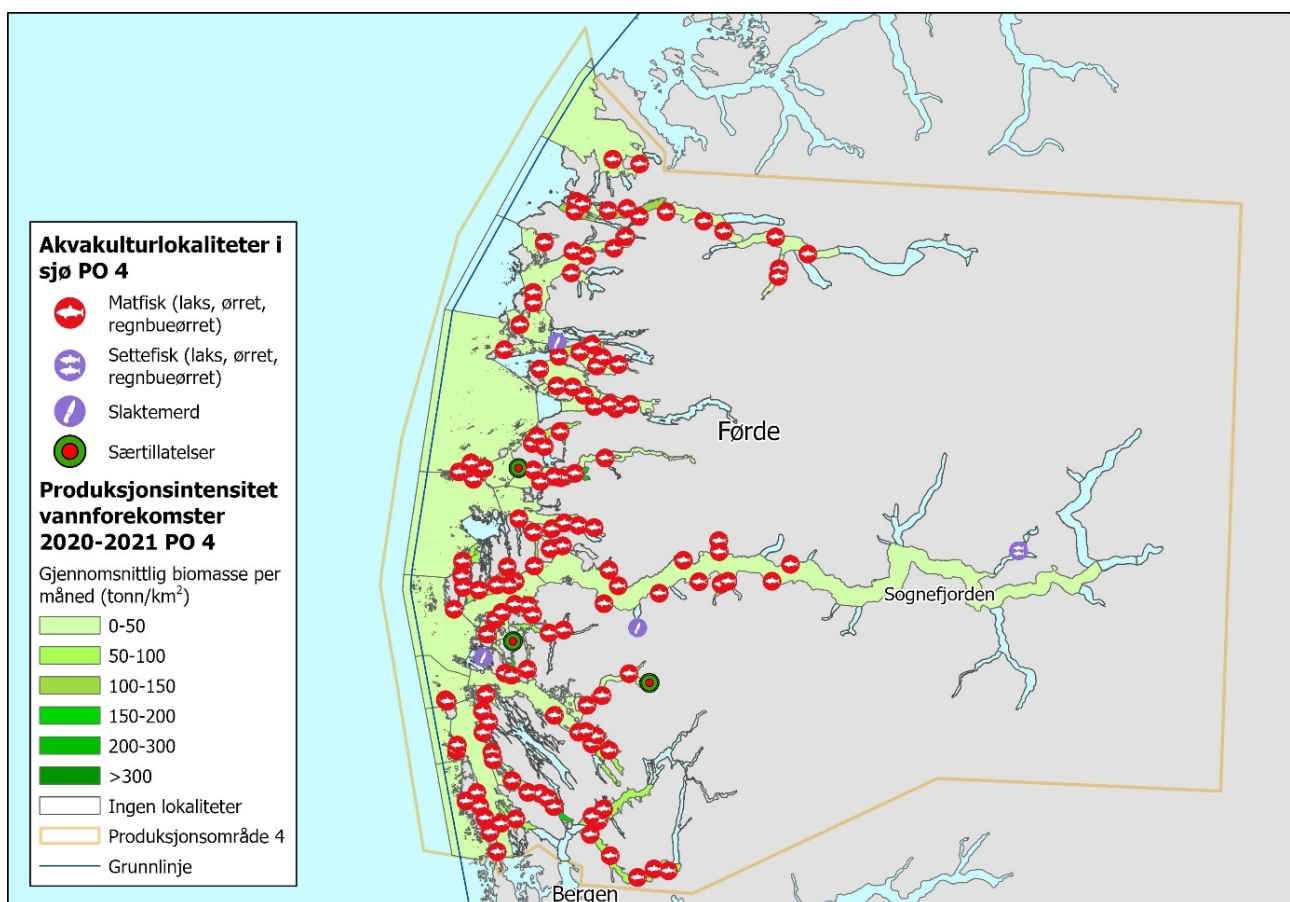 Akvakulturlokaliteter i
sjø PO 4
Matfisk (laks, ørret,
regnbueørret)
Settefisk (laks, ørret,
regnbueørret)
Slaktemerd
Særtillatelser
Produksjonsintensitet
vannforekomster
2020-2021 PO 4
Gjennomsnittlig biomasse per
måned (tonn/km²)
0-50
50-100
100-150
150-200
200-300
>300
Ingen lokaliteter
Produksjonsområde 4
Grunnlinje
Førde
Sognefjorden
Bergen